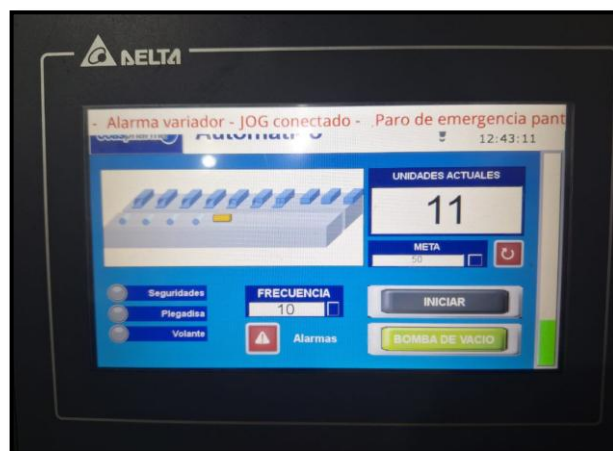 DELTA
- Alarma variador - JOG conectado - Paro de emergencia pant
12:43:11
UNIDADES ACTUALES
11
META
50
Seguridades
Plegadisa
Volante
FRECUENCIA
10
Alarmas
INICIAR
BOMBA DE VACIO